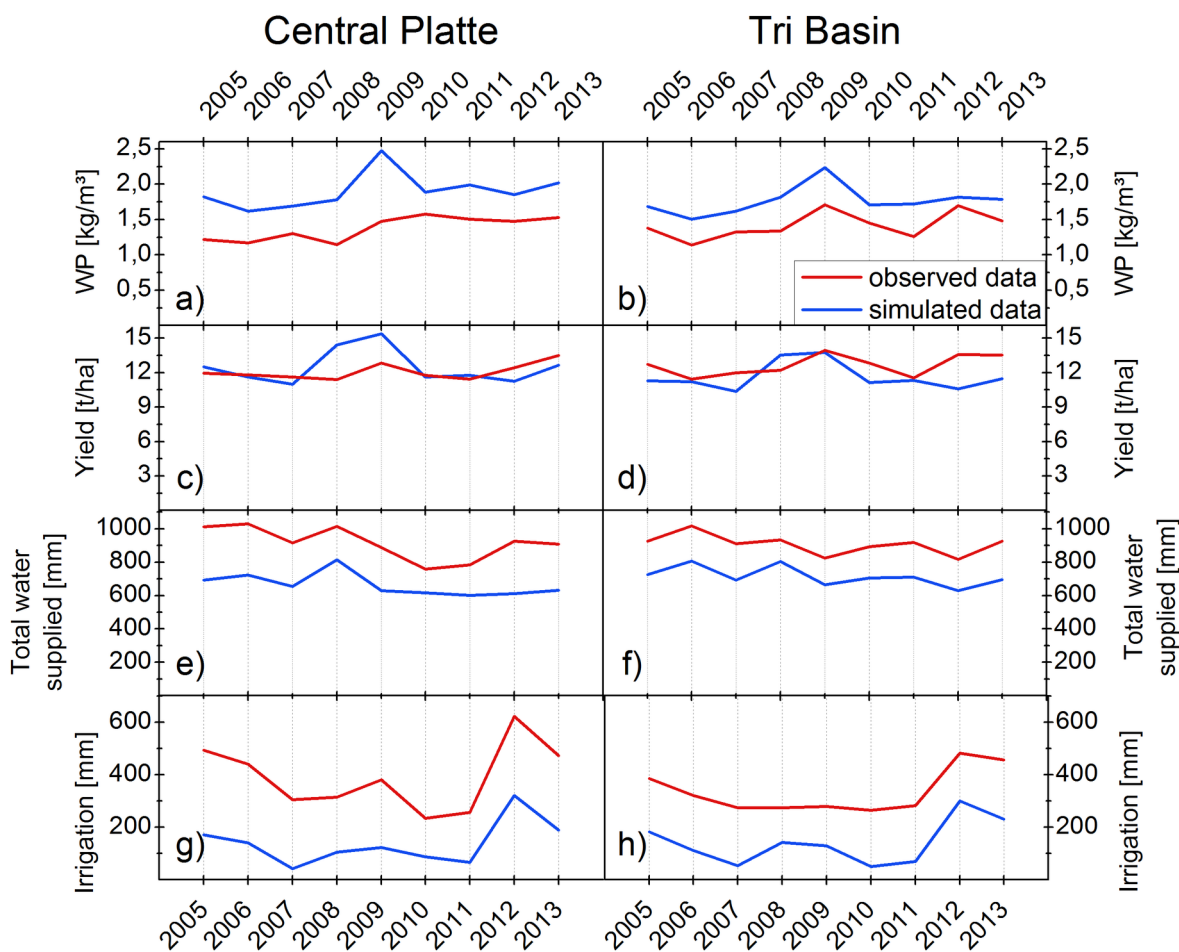 Central Platte Tri Basin
2005 2006 2007 2008 2009 2010 2011 2012 2013 2005 2006 2007 2008 2009 2010 2011 2012 2013
WP [kg/m³]
2,5
2,0
1,5
1,0
0,5
a)
b)
observed data
simulated data
2,5
2,0
1,5
1,0
0,5
WP [kg/m³]
Yield [t/ha]
15
12
9
6
3
c)
d)
15
12
9
6
3
Yield [t/ha]
Total water
supplied [mm]
1000
800
600
400
200
e)
f)
1000
800
600
400
200
Total water
supplied [mm]
Irrigation [mm]
600
400
200
g)
h)
600
400
200
Irrigation [mm]
2005 2006 2007 2008 2009 2010 2011 2012 2013 2005 2006 2007 2008 2009 2010 2011 2012 2013